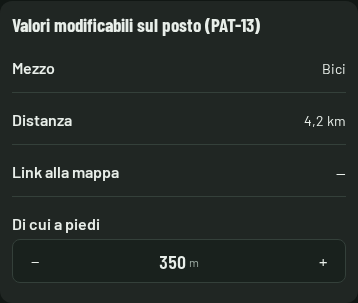 Valori modificabili sul posto (PAT-13)
Mezzo Bici
Distanza 4,2 km
Link alla mappa —
Di cui a piedi
− 350 m +